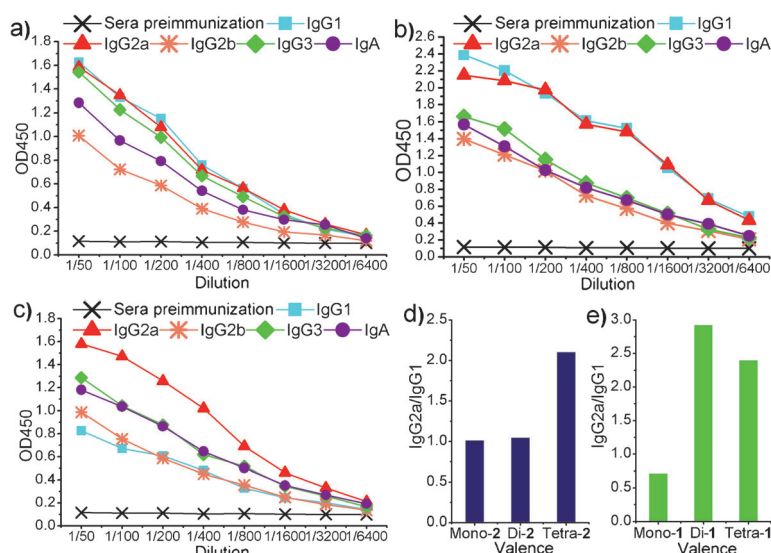 a)
Sera preimmunization IgG1
IgG2a IgG2b IgG3 IgA
1.8
1.6
1.4
1.2
1.0
0.8
0.6
0.4
0.2
0.0
OD450
1/50 1/100 1/200 1/400 1/800 1/1600 1/3200 1/6400
Dilution
b)
Sera preimmunization IgG1
IgG2a IgG2b IgG3 IgA
2.6
2.4
2.2
2.0
1.8
1.6
1.4
1.2
1.0
0.8
0.6
0.4
0.2
0.0
OD450
1/50 1/100 1/200 1/400 1/800 1/1600 1/3200 1/6400
Dilution
c)
Sera preimmunization IgG1
IgG2a IgG2b IgG3 IgA
1.8
1.6
1.4
1.2
1.0
0.8
0.6
0.4
0.2
0.0
OD450
1/50 1/100 1/200 1/400 1/800 1/1600 1/3200 1/6400
Dilution
d)
2.5
2.0
1.5
1.0
0.5
0.0
IgG2a/IgG1
Mono-2 Di-2 Tetra-2
Valence
e)
3.0
2.5
2.0
1.5
1.0
0.5
0.0
IgG2a/IgG1
Mono-1 Di-1 Tetra-1
Valence